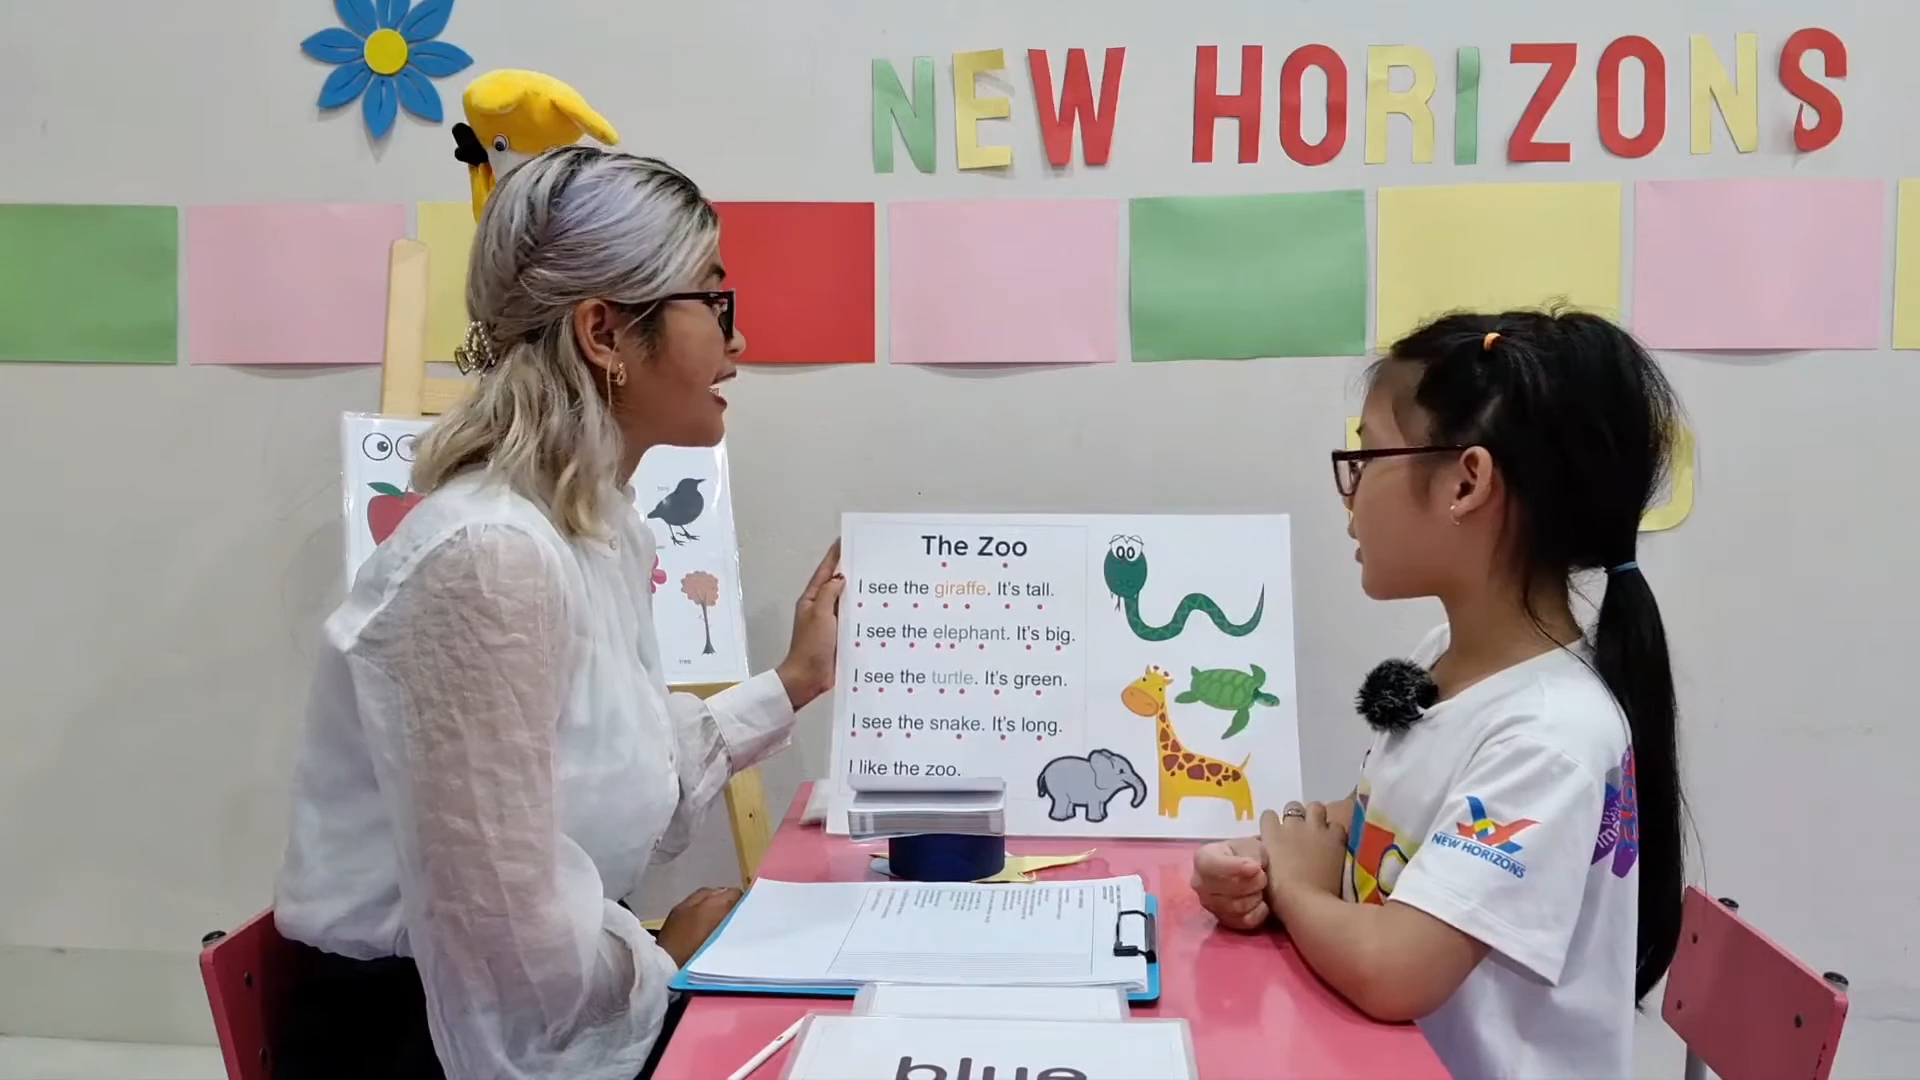 NEW HORIZONS
The Zoo
I see the giraffe. It's tall.
I see the elephant. It's big.
I see the turtle. It's green.
I see the snake. It's long.
I like the zoo.
tree
NEW HORIZONS
blue